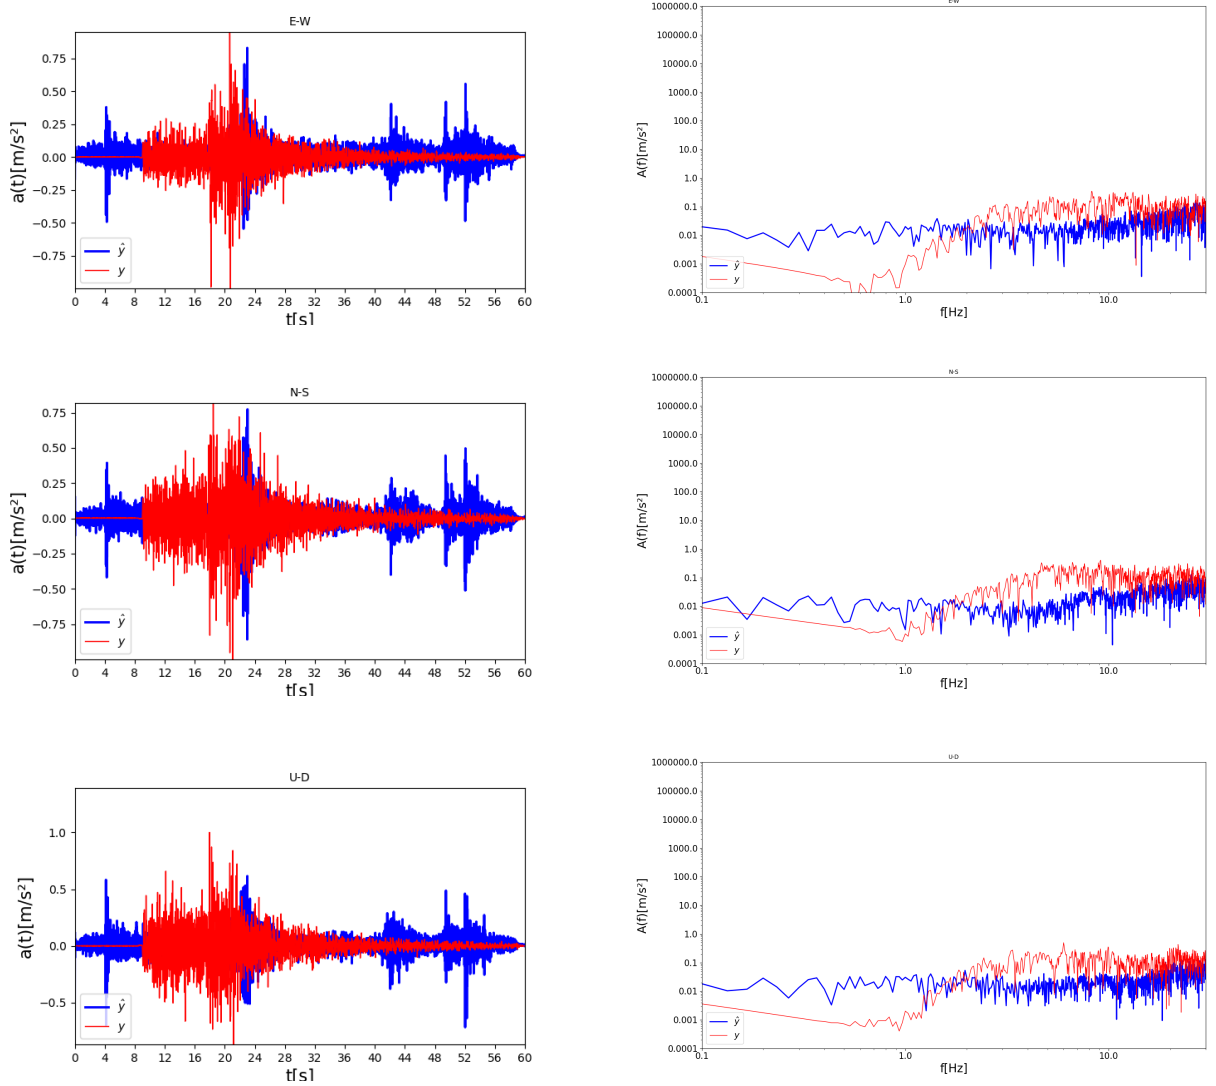 E-W
a(t)[m/s²]
0.75
0.50
0.25
0.00
−0.25
−0.50
−0.75
ŷ
y
0 4 8 12 16 20 24 28 32 36 40 44 48 52 56 60
t[s]
E-W
A(f)[m/s²]
1000000.0
100000.0
10000.0
1000.0
100.0
10.0
1.0
0.1
0.01
0.001
0.0001
ŷ
y
0.1 1.0 10.0
f[Hz]
N-S
a(t)[m/s²]
0.75
0.50
0.25
0.00
−0.25
−0.50
−0.75
ŷ
y
0 4 8 12 16 20 24 28 32 36 40 44 48 52 56 60
t[s]
N-S
A(f)[m/s²]
1000000.0
100000.0
10000.0
1000.0
100.0
10.0
1.0
0.1
0.01
0.001
0.0001
ŷ
y
0.1 1.0 10.0
f[Hz]
U-D
a(t)[m/s²]
1.0
0.5
0.0
−0.5
ŷ
y
0 4 8 12 16 20 24 28 32 36 40 44 48 52 56 60
t[s]
U-D
A(f)[m/s²]
1000000.0
100000.0
10000.0
1000.0
100.0
10.0
1.0
0.1
0.01
0.001
0.0001
ŷ
y
0.1 1.0 10.0
f[Hz]